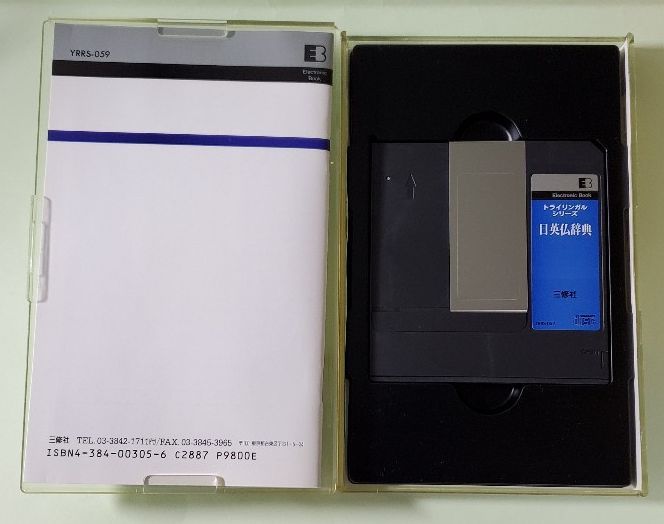 YRRS-059
EB
Electronic
Book
三修社 TEL.03-3842-1711㈹/FAX.03-3845-3965
ISBN4-384-00305-6 C2887 P9800E
EB
Electronic Book
トライリンガル
シリーズ
日英仏辞典
三修社
YRRS-059